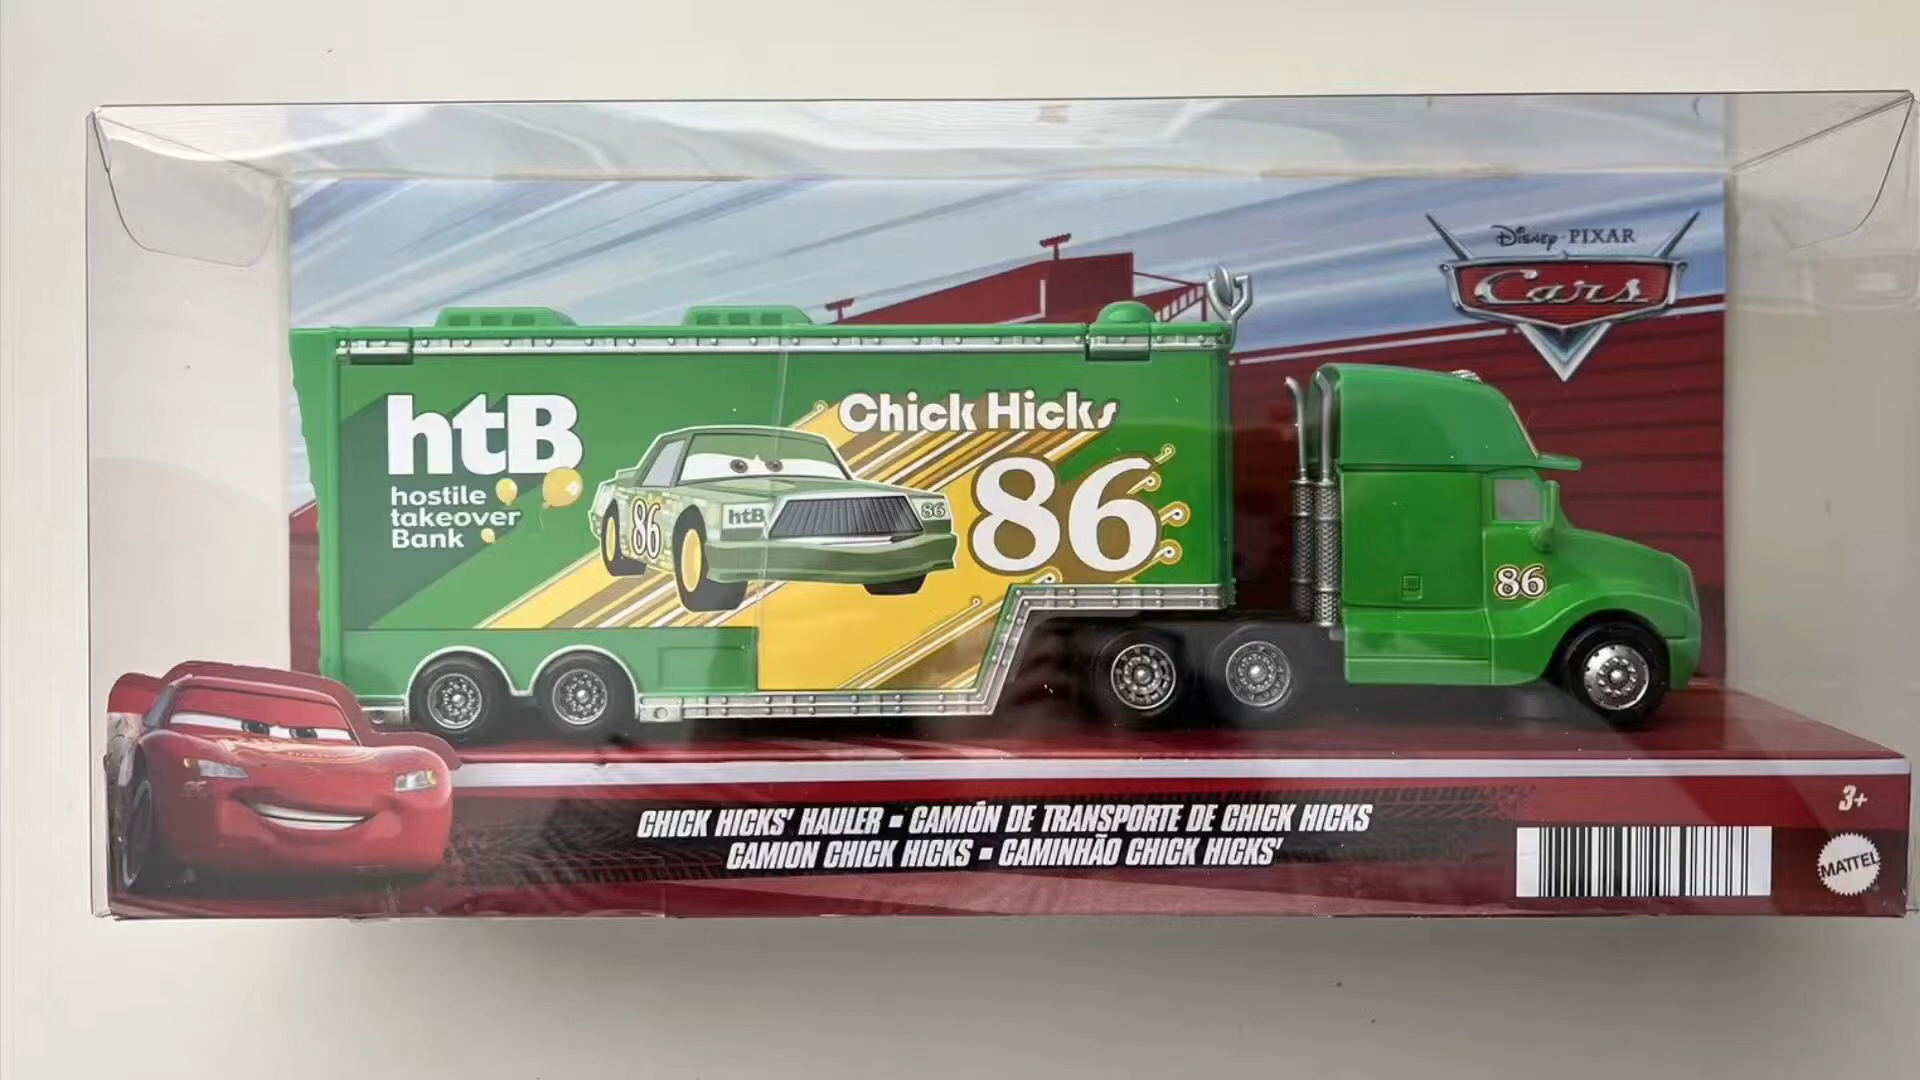 Disney · PIXAR
Cars
htB
hostile
takeover
Bank
Chick Hicks
86
86
htB
86
86
CHICK HICKS' HAULER ▪ CAMIÓN DE TRANSPORTE DE CHICK HICKS
CAMION CHICK HICKS ▪ CAMINHÃO CHICK HICKS'
3+
MATTEL